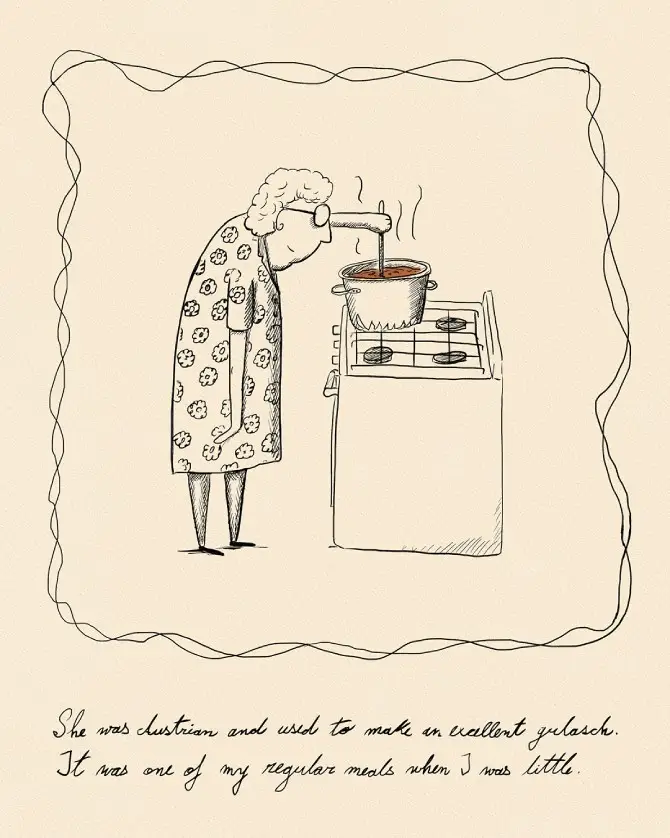 She was Austrian and used to make an excellent gulasch.
It was one of my regular meals when I was little.